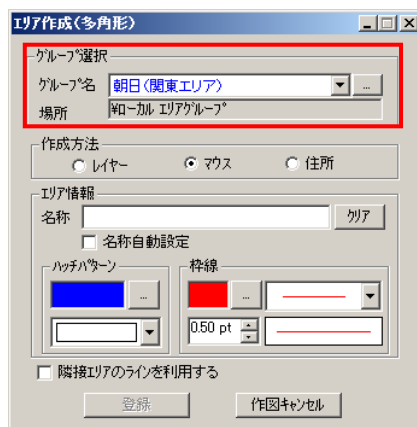 ｴﾘｱ作成(多角形)
ｸﾞﾙｰﾌﾟ選択
ｸﾞﾙｰﾌﾟ名 朝日(関東エリア) ...
場所 ¥ﾛｰｶﾙ ｴﾘｱｸﾞﾙｰﾌﾟ
作成方法
ﾚｲﾔｰ ﾏｳｽ 住所
ｴﾘｱ情報
名称 ｸﾘｱ
名称自動設定
ﾊｯﾁﾊﾟﾀｰﾝ 枠線
... ...
0.50 pt
隣接ｴﾘｱのﾗｲﾝを利用する
登録 作図ｷｬﾝｾﾙ